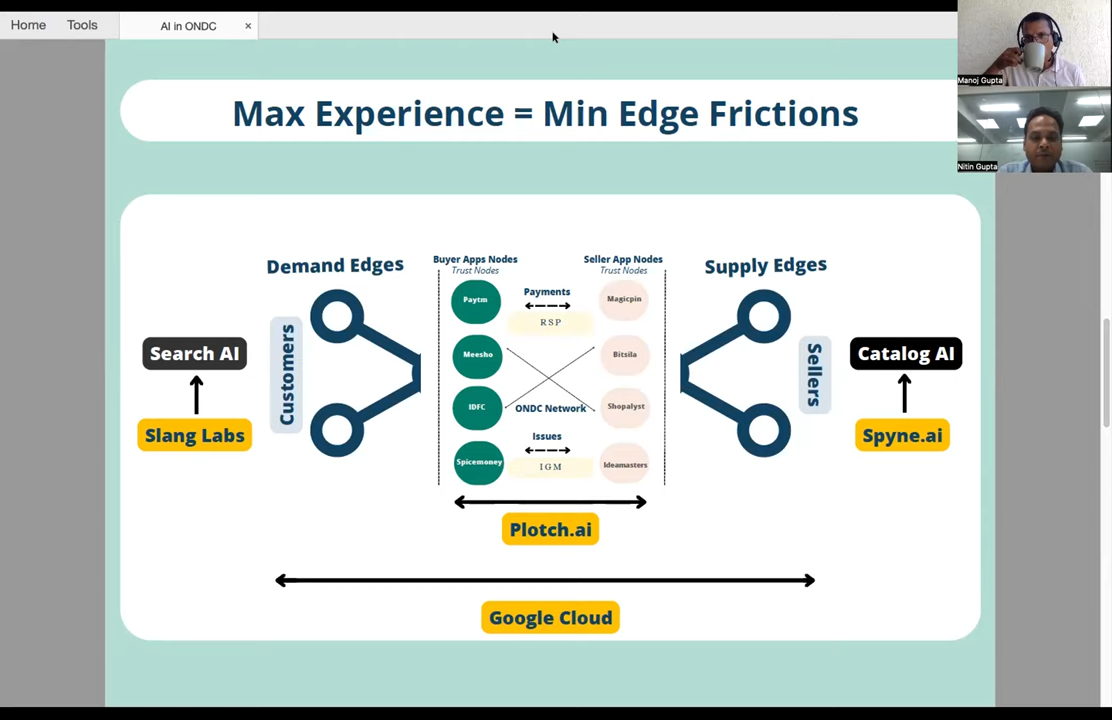 Home Tools AI in ONDC ×
Manoj Gupta
Nitin Gupta
Max Experience = Min Edge Frictions
Demand Edges
Buyer Apps Nodes
Trust Nodes
Seller App Nodes
Trust Nodes
Supply Edges
Search AI
Slang Labs
Customers
Paytm
Meesho
IDFC
Spicemoney
Payments
RSP
ONDC Network
Issues
IGM
Magicpin
Bitsila
Shopalyst
Ideamasters
Sellers
Catalog AI
Spyne.ai
Plotch.ai
Google Cloud